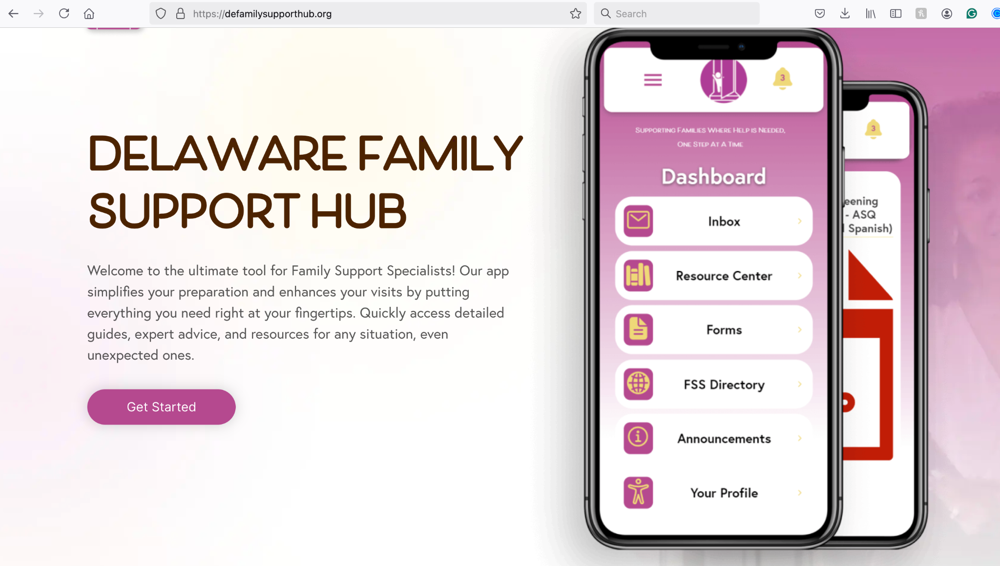 https://defamilysupporthub.org
Search
DELAWARE FAMILY
SUPPORT HUB
Welcome to the ultimate tool for Family Support Specialists! Our app
simplifies your preparation and enhances your visits by putting
everything you need right at your fingertips. Quickly access detailed
guides, expert advice, and resources for any situation, even
unexpected ones.
Get Started
3
Supporting Families Where Help is Needed,
One Step At A Time
Dashboard
Inbox
Resource Center
Forms
FSS Directory
Announcements
Your Profile
3
eening
- ASQ
Spanish)